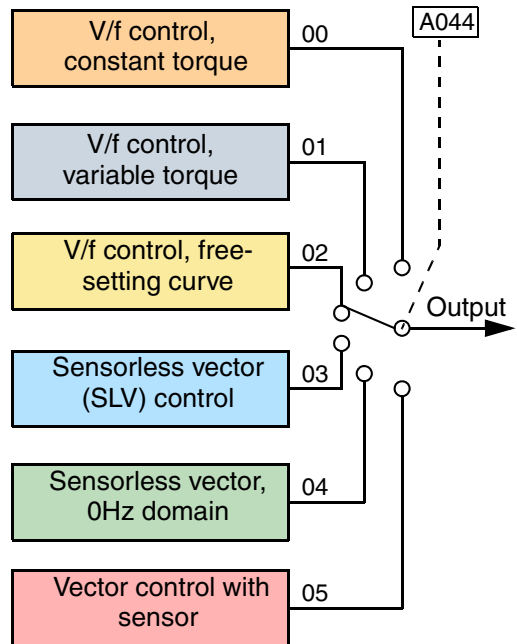 V/f control,
constant torque
00
A044
V/f control,
variable torque
01
V/f control, free-
setting curve
02
Output
Sensorless vector
(SLV) control
03
Sensorless vector,
0Hz domain
04
Vector control with
sensor
05